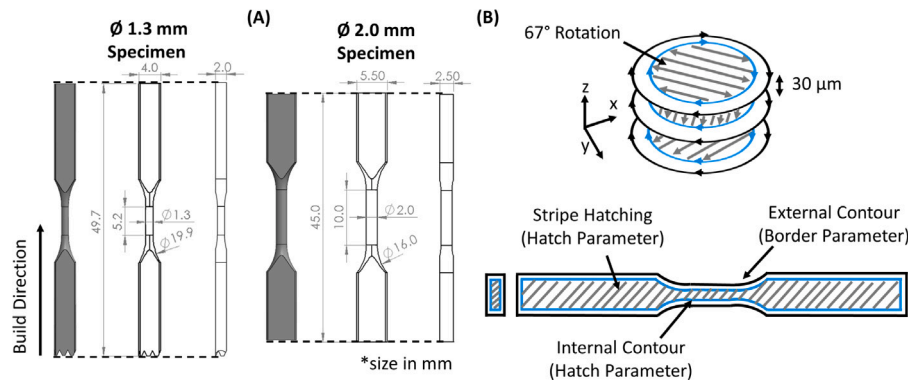 (A)
(B)
Ø 1.3 mm
Specimen
Ø 2.0 mm
Specimen
4.0
2.0
49.7
5.2
Ø1.3
Ø19.9
Build Direction
5.50
2.50
45.0
10.0
Ø2.0
Ø16.0
*size in mm
67° Rotation
30 µm
z
x
y
Stripe Hatching
(Hatch Parameter)
External Contour
(Border Parameter)
Internal Contour
(Hatch Parameter)